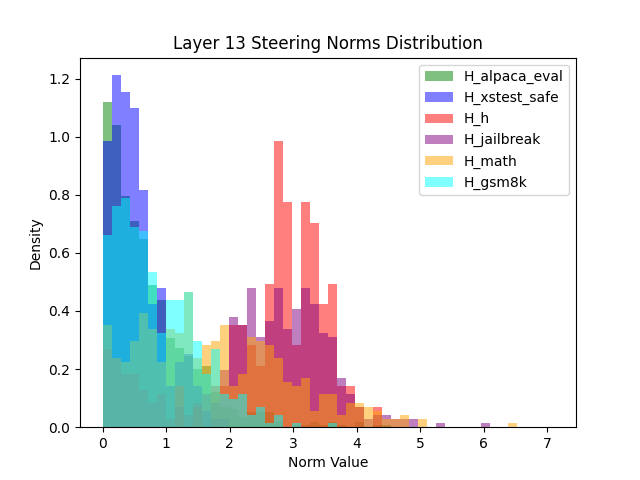 Layer 13 Steering Norms Distribution
H_alpaca_eval
H_xstest_safe
H_h
H_jailbreak
H_math
H_gsm8k
Density
1.2
1.0
0.8
0.6
0.4
0.2
0.0
0 1 2 3 4 5 6 7
Norm Value